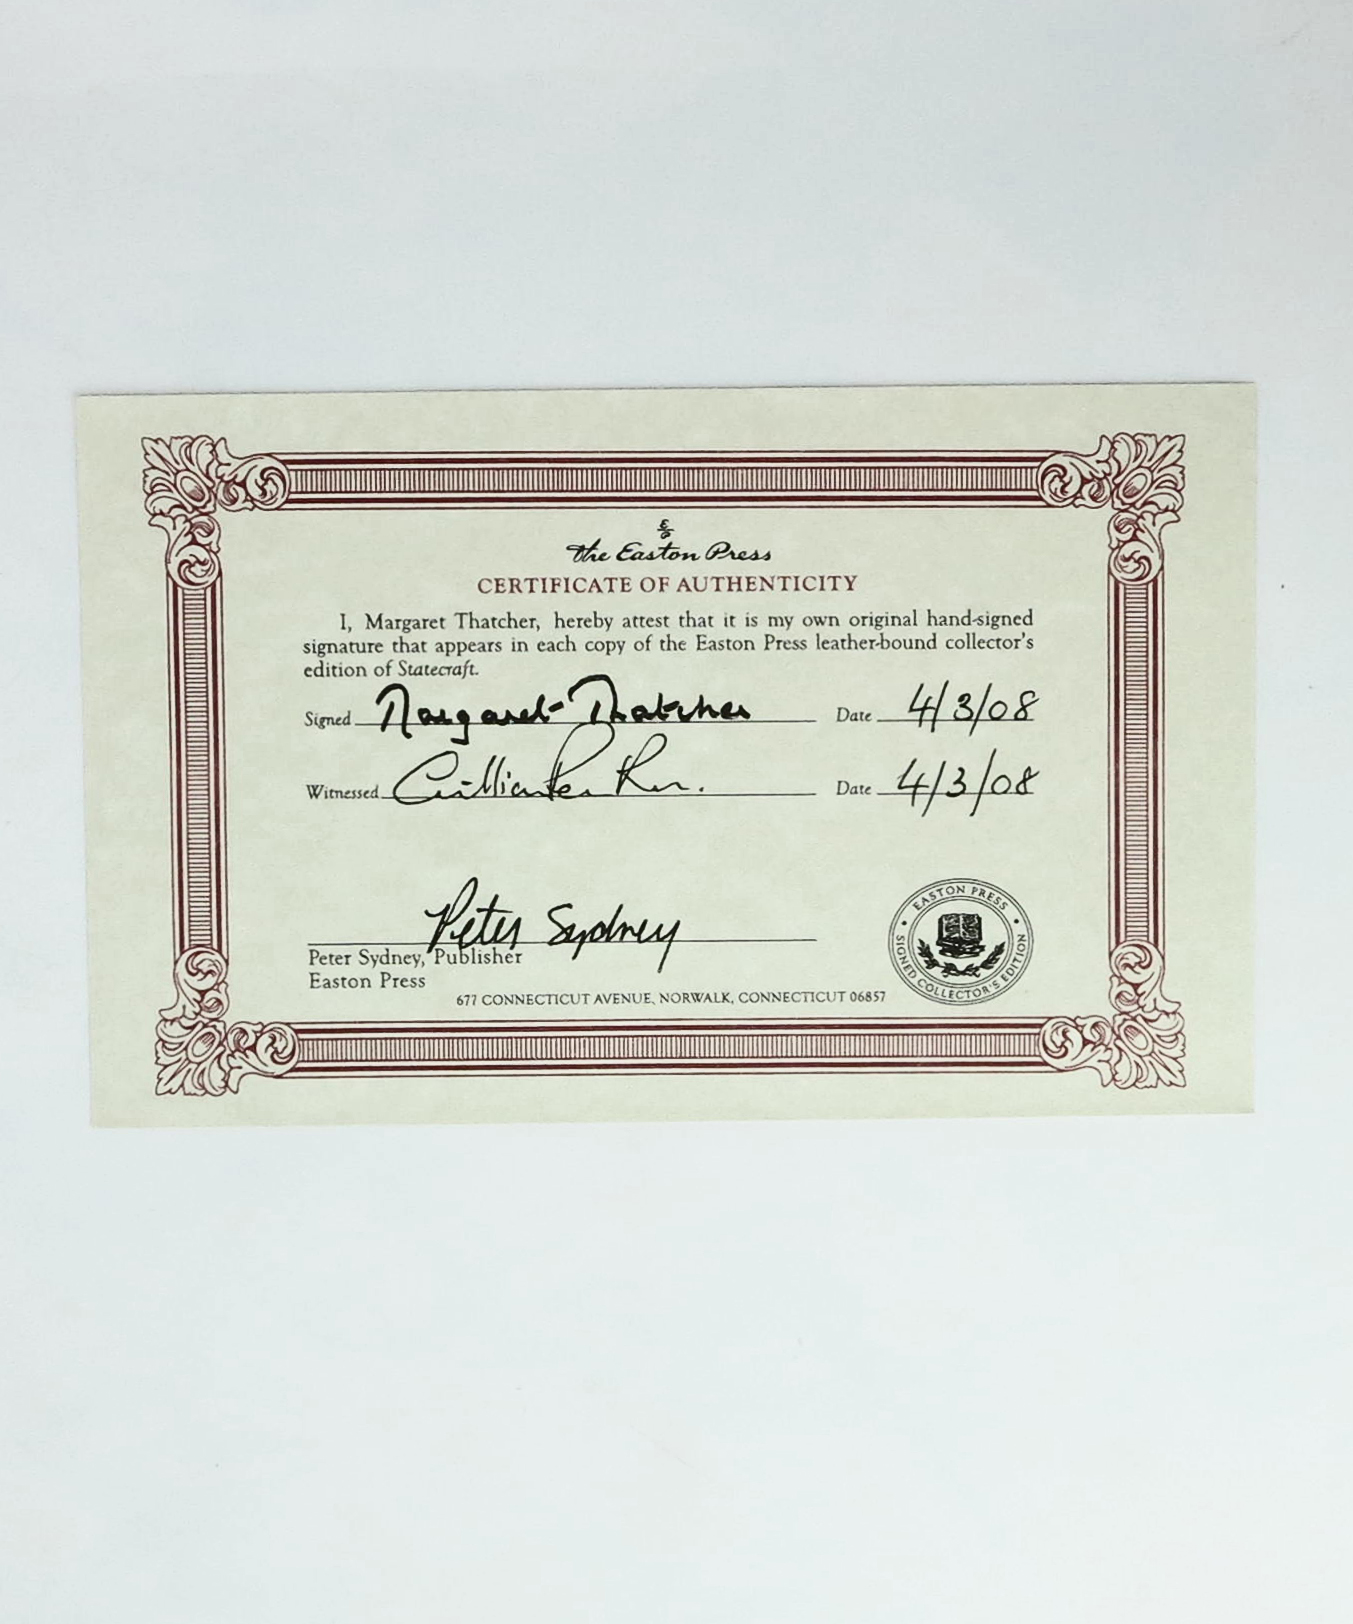 E/P
the Easton Press
CERTIFICATE OF AUTHENTICITY
I, Margaret Thatcher, hereby attest that it is my own original hand-signed
signature that appears in each copy of the Easton Press leather-bound collector's
edition of Statecraft.
Signed Margaret Thatcher Date 4/3/08
Witnessed Date 4/3/08
Peter Sydney
Peter Sydney, Publisher
Easton Press
677 CONNECTICUT AVENUE, NORWALK, CONNECTICUT 06857
EASTON PRESS
SIGNED COLLECTOR'S EDITION